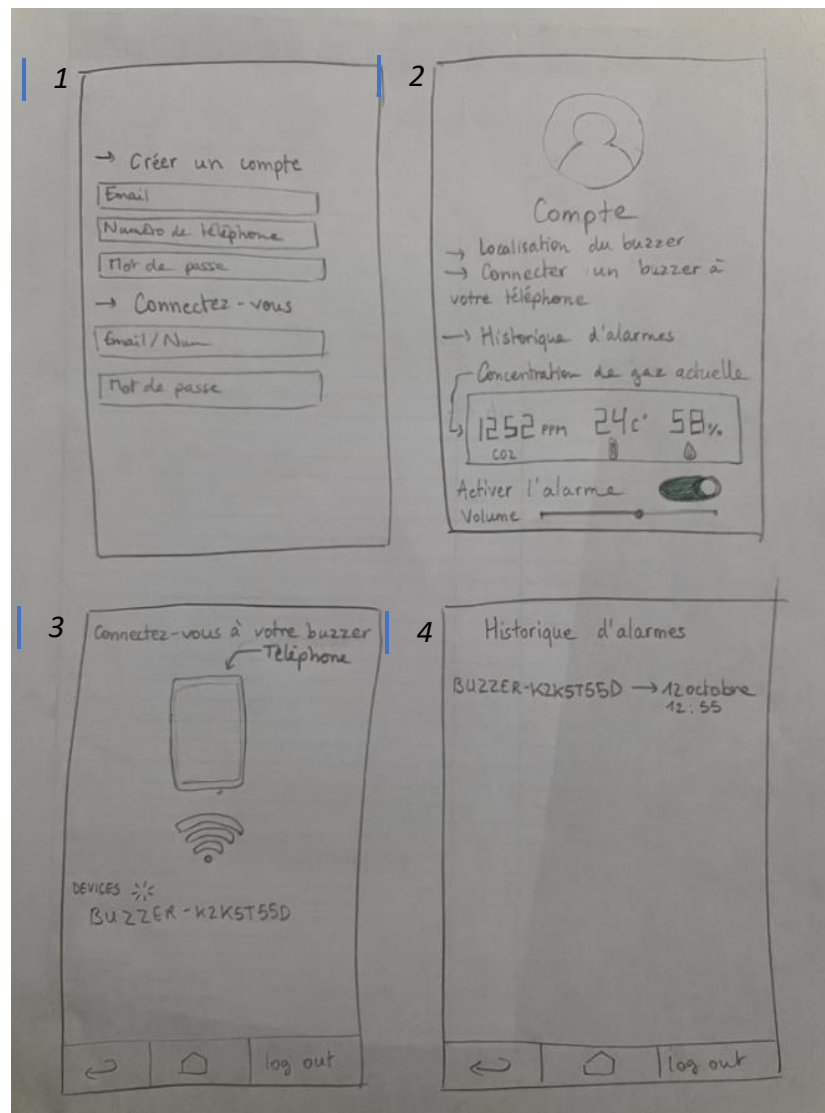 1
→ Créer un compte
Email
Numéro de téléphone
Mot de passe
→ Connectez-vous
Email/Num
Mot de passe
2
Compte
→ Localisation du buzzer
→ Connecter un buzzer à
votre téléphone
→ Historique d'alarmes
Concentration de gaz actuelle
1252 PPM 24c° 58%
CO2
Activer l'alarme
Volume
3
Connectez-vous à votre buzzer
Téléphone
DEVICES
BUZZER-K2K5T55D
log out
4
Historique d'alarmes
BUZZER-K2K5T55D → 12 octobre
12:55
log out